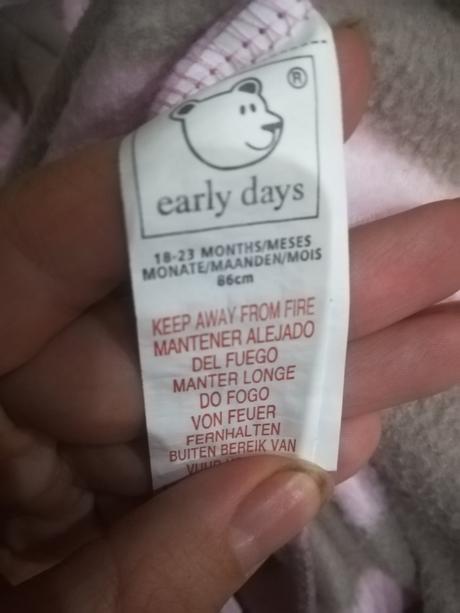 ®
early days
18-23 MONTHS/MESES
MONATE/MAANDEN/MOIS
86cm
KEEP AWAY FROM FIRE
MANTENER ALEJADO
DEL FUEGO
MANTER LONGE
DO FOGO
VON FEUER
FERNHALTEN
BUITEN BEREIK VAN